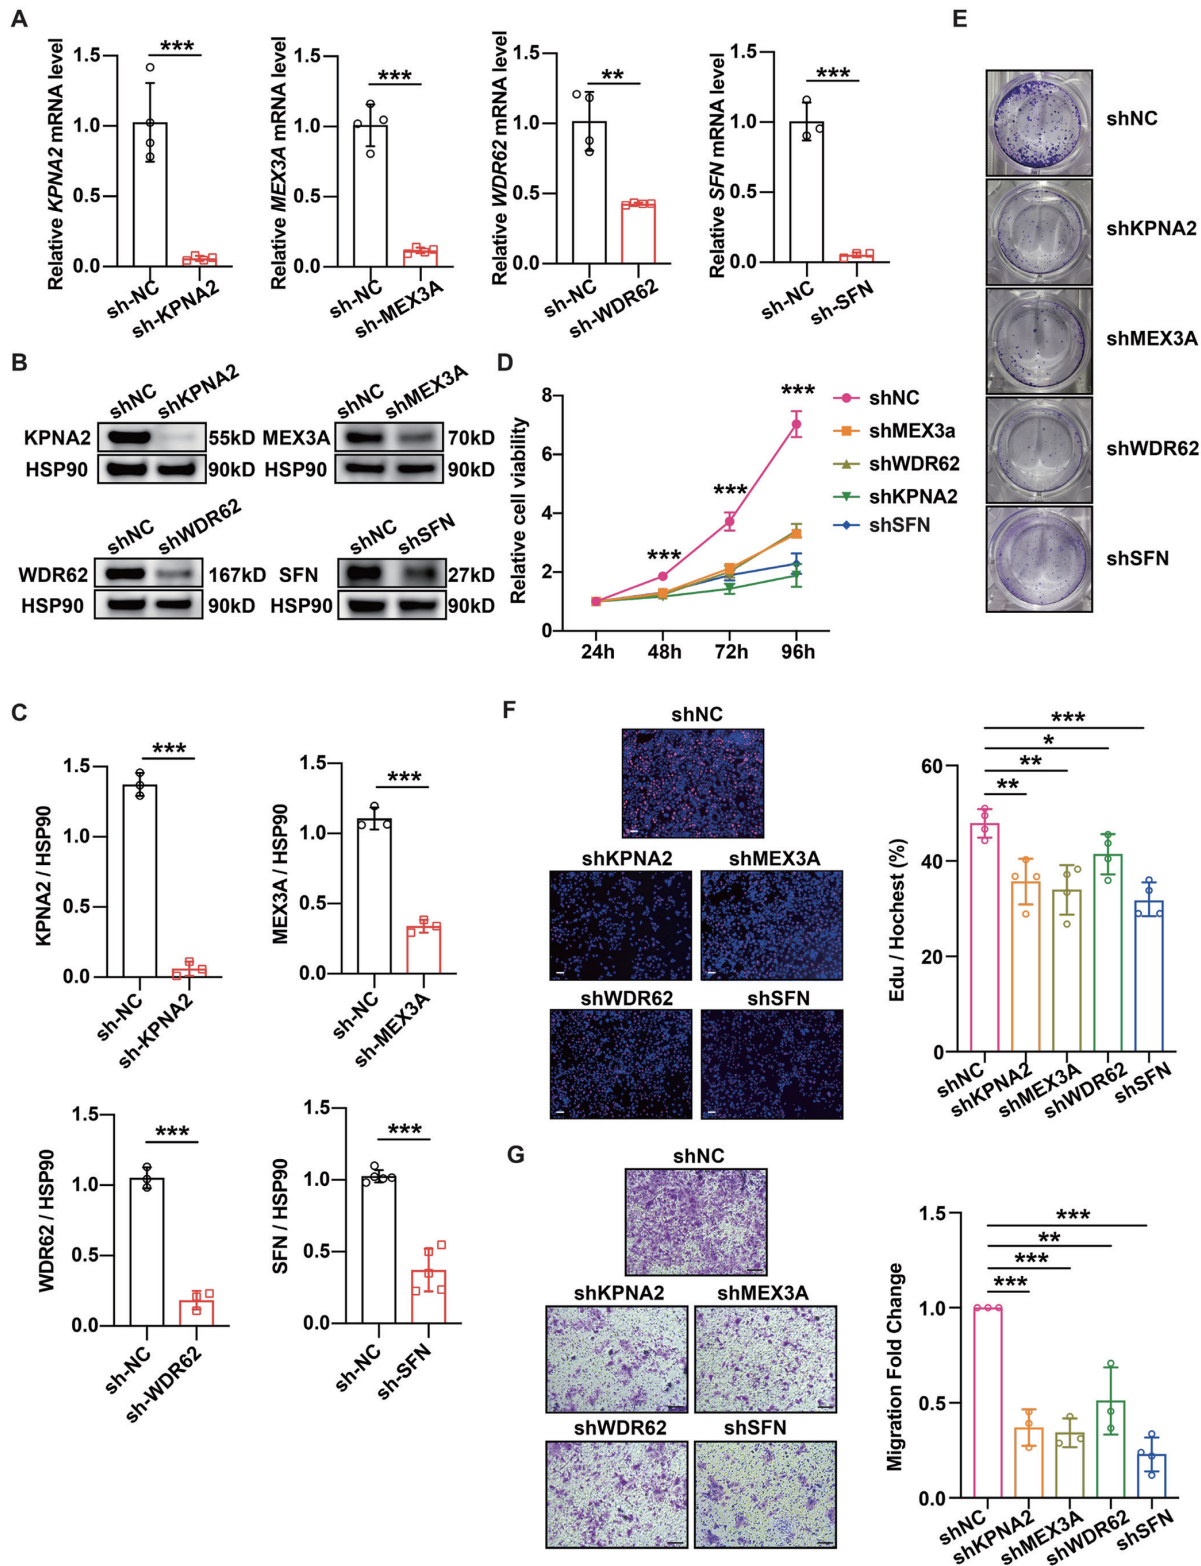 A
Relative KPNA2 mRNA level
1.5
1.0
0.5
0.0
***
sh-NC
sh-KPNA2
Relative MEX3A mRNA level
1.5
1.0
0.5
0.0
***
sh-NC
sh-MEX3A
Relative WDR62 mRNA level
1.5
1.0
0.5
0.0
**
sh-NC
sh-WDR62
Relative SFN mRNA level
1.5
1.0
0.5
0.0
***
sh-NC
sh-SFN
B
shNC shKPNA2
KPNA2 55kD
HSP90 90kD
shNC shMEX3A
MEX3A 70kD
HSP90 90kD
shNC shWDR62
WDR62 167kD
HSP90 90kD
shNC shSFN
SFN 27kD
HSP90 90kD
C
KPNA2 / HSP90
1.5
1.0
0.5
0.0
***
sh-NC
sh-KPNA2
MEX3A / HSP90
1.5
1.0
0.5
0.0
***
sh-NC
sh-MEX3A
WDR62 / HSP90
1.5
1.0
0.5
0.0
***
sh-NC
sh-WDR62
SFN / HSP90
1.5
1.0
0.5
0.0
***
sh-NC
sh-SFN
D
Relative cell viability
8
6
4
2
0
24h 48h 72h 96h
***
***
***
shNC
shMEX3a
shWDR62
shKPNA2
shSFN
E
shNC
shKPNA2
shMEX3A
shWDR62
shSFN
F
shNC
shKPNA2 shMEX3A
shWDR62 shSFN
Edu / Hochest (%)
60
40
20
0
***
*
**
**
shNC
shKPNA2
shMEX3A
shWDR62
shSFN
G
shNC
shKPNA2 shMEX3A
shWDR62 shSFN
Migration Fold Change
1.5
1.0
0.5
0.0
***
**
***
***
shNC
shKPNA2
shMEX3A
shWDR62
shSFN